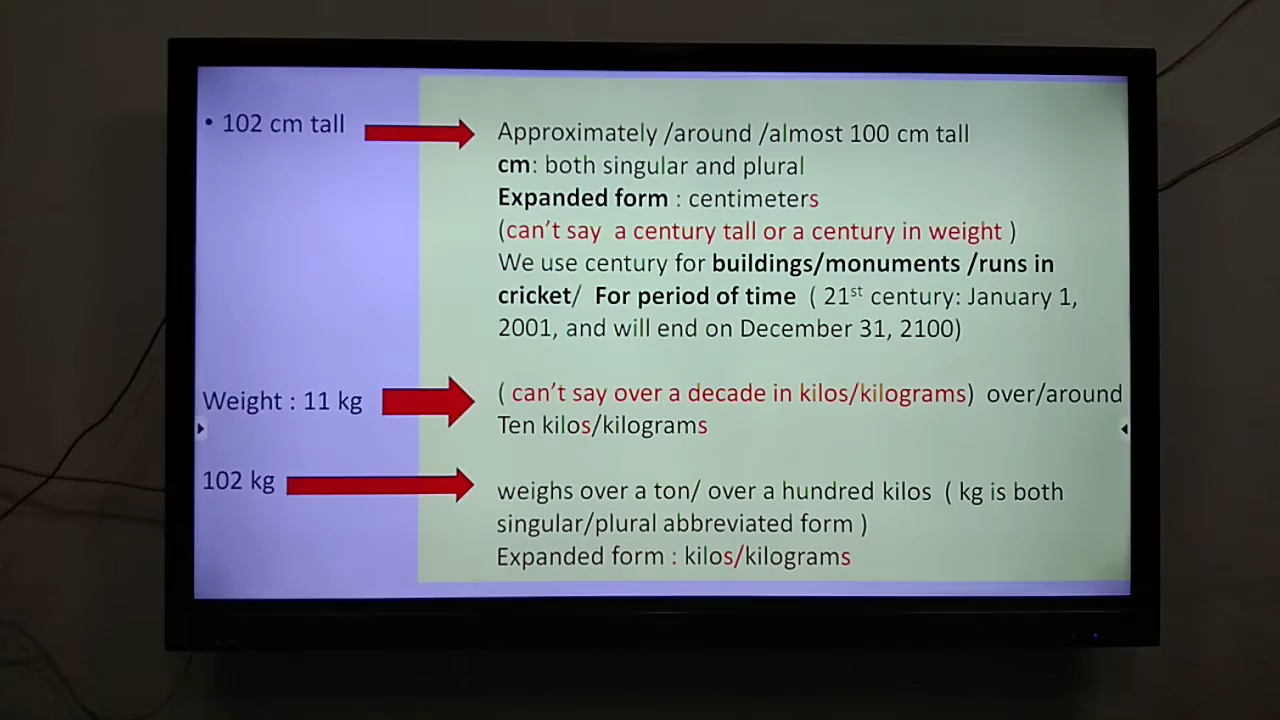 • 102 cm tall
Approximately /around /almost 100 cm tall
cm: both singular and plural
Expanded form : centimeters
(can't say a century tall or a century in weight )
We use century for buildings/monuments /runs in
cricket/ For period of time ( 21st century: January 1,
2001, and will end on December 31, 2100)
Weight : 11 kg
( can't say over a decade in kilos/kilograms) over/around
Ten kilos/kilograms
102 kg
weighs over a ton/ over a hundred kilos ( kg is both
singular/plural abbreviated form )
Expanded form : kilos/kilograms